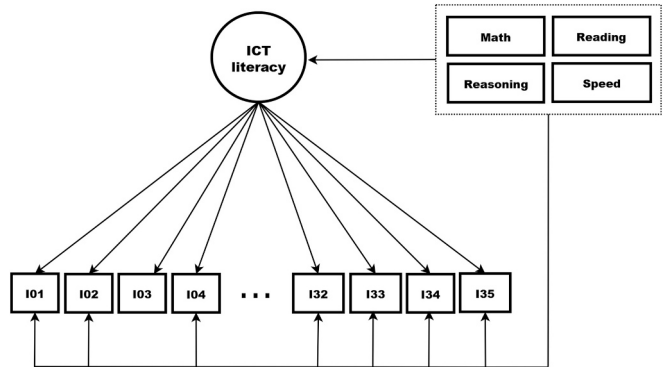 ICT
literacy
Math
Reading
Reasoning
Speed
I01
I02
I03
I04
...
I32
I33
I34
I35